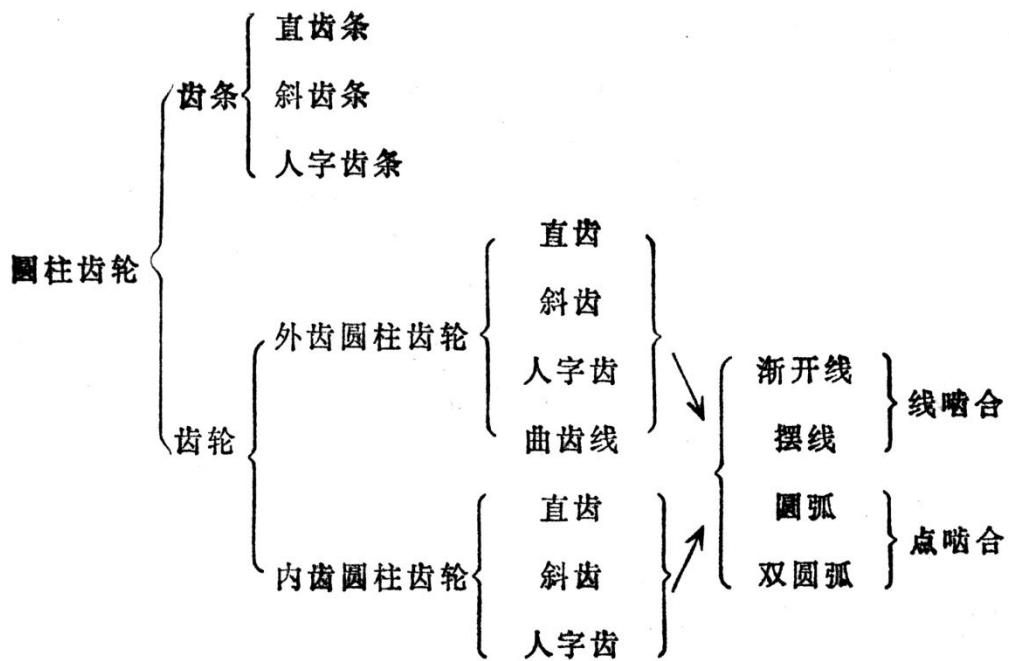 圆柱齿轮
齿条
直齿条
斜齿条
人字齿条
齿轮
外齿圆柱齿轮
直齿
斜齿
人字齿
曲齿线
内齿圆柱齿轮
直齿
斜齿
人字齿
渐开线
摆线
圆弧
双圆弧
线啮合
点啮合